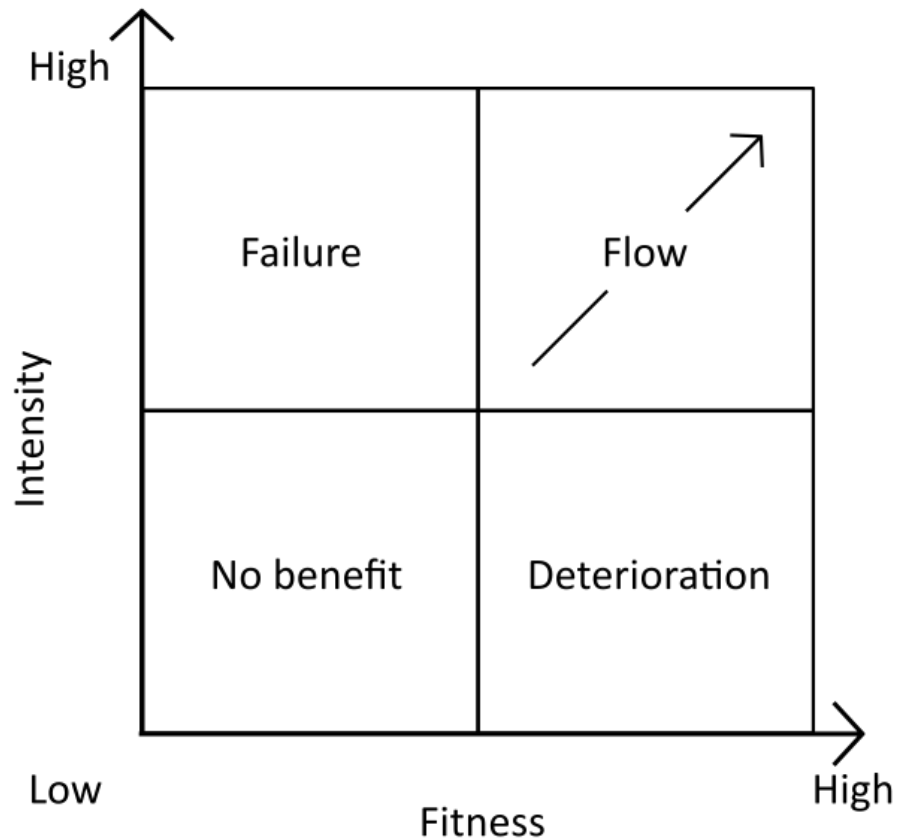 High
Failure
Flow
Intensity
No benefit
Deterioration
Low
High
Fitness